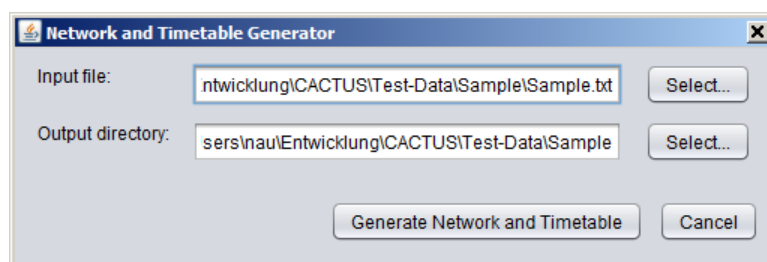 Network and Timetable Generator
Input file: ntwicklung\CACTUS\Test-Data\Sample\Sample.txt Select...
Output directory: sers\nau\Entwicklung\CACTUS\Test-Data\Sample Select...
Generate Network and Timetable Cancel